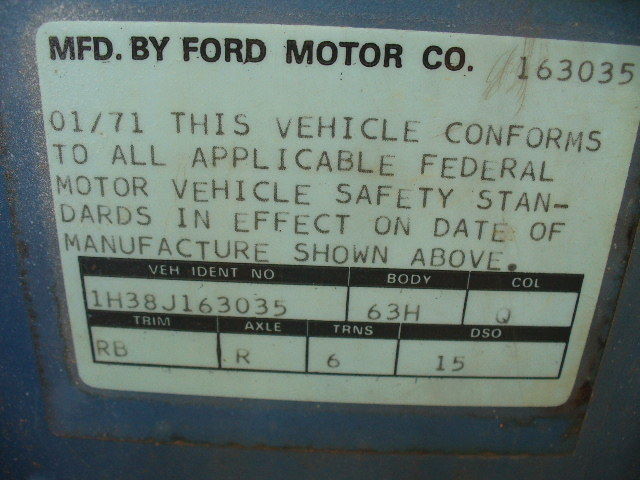 MFD. BY FORD MOTOR CO. 163035
01/71 THIS VEHICLE CONFORMS
TO ALL APPLICABLE FEDERAL
MOTOR VEHICLE SAFETY STAN-
DARDS IN EFFECT ON DATE OF
MANUFACTURE SHOWN ABOVE.
VEH IDENT NO BODY COL
1H38J163035 63H Q
TRIM AXLE TRNS DSO
RB R 6 15